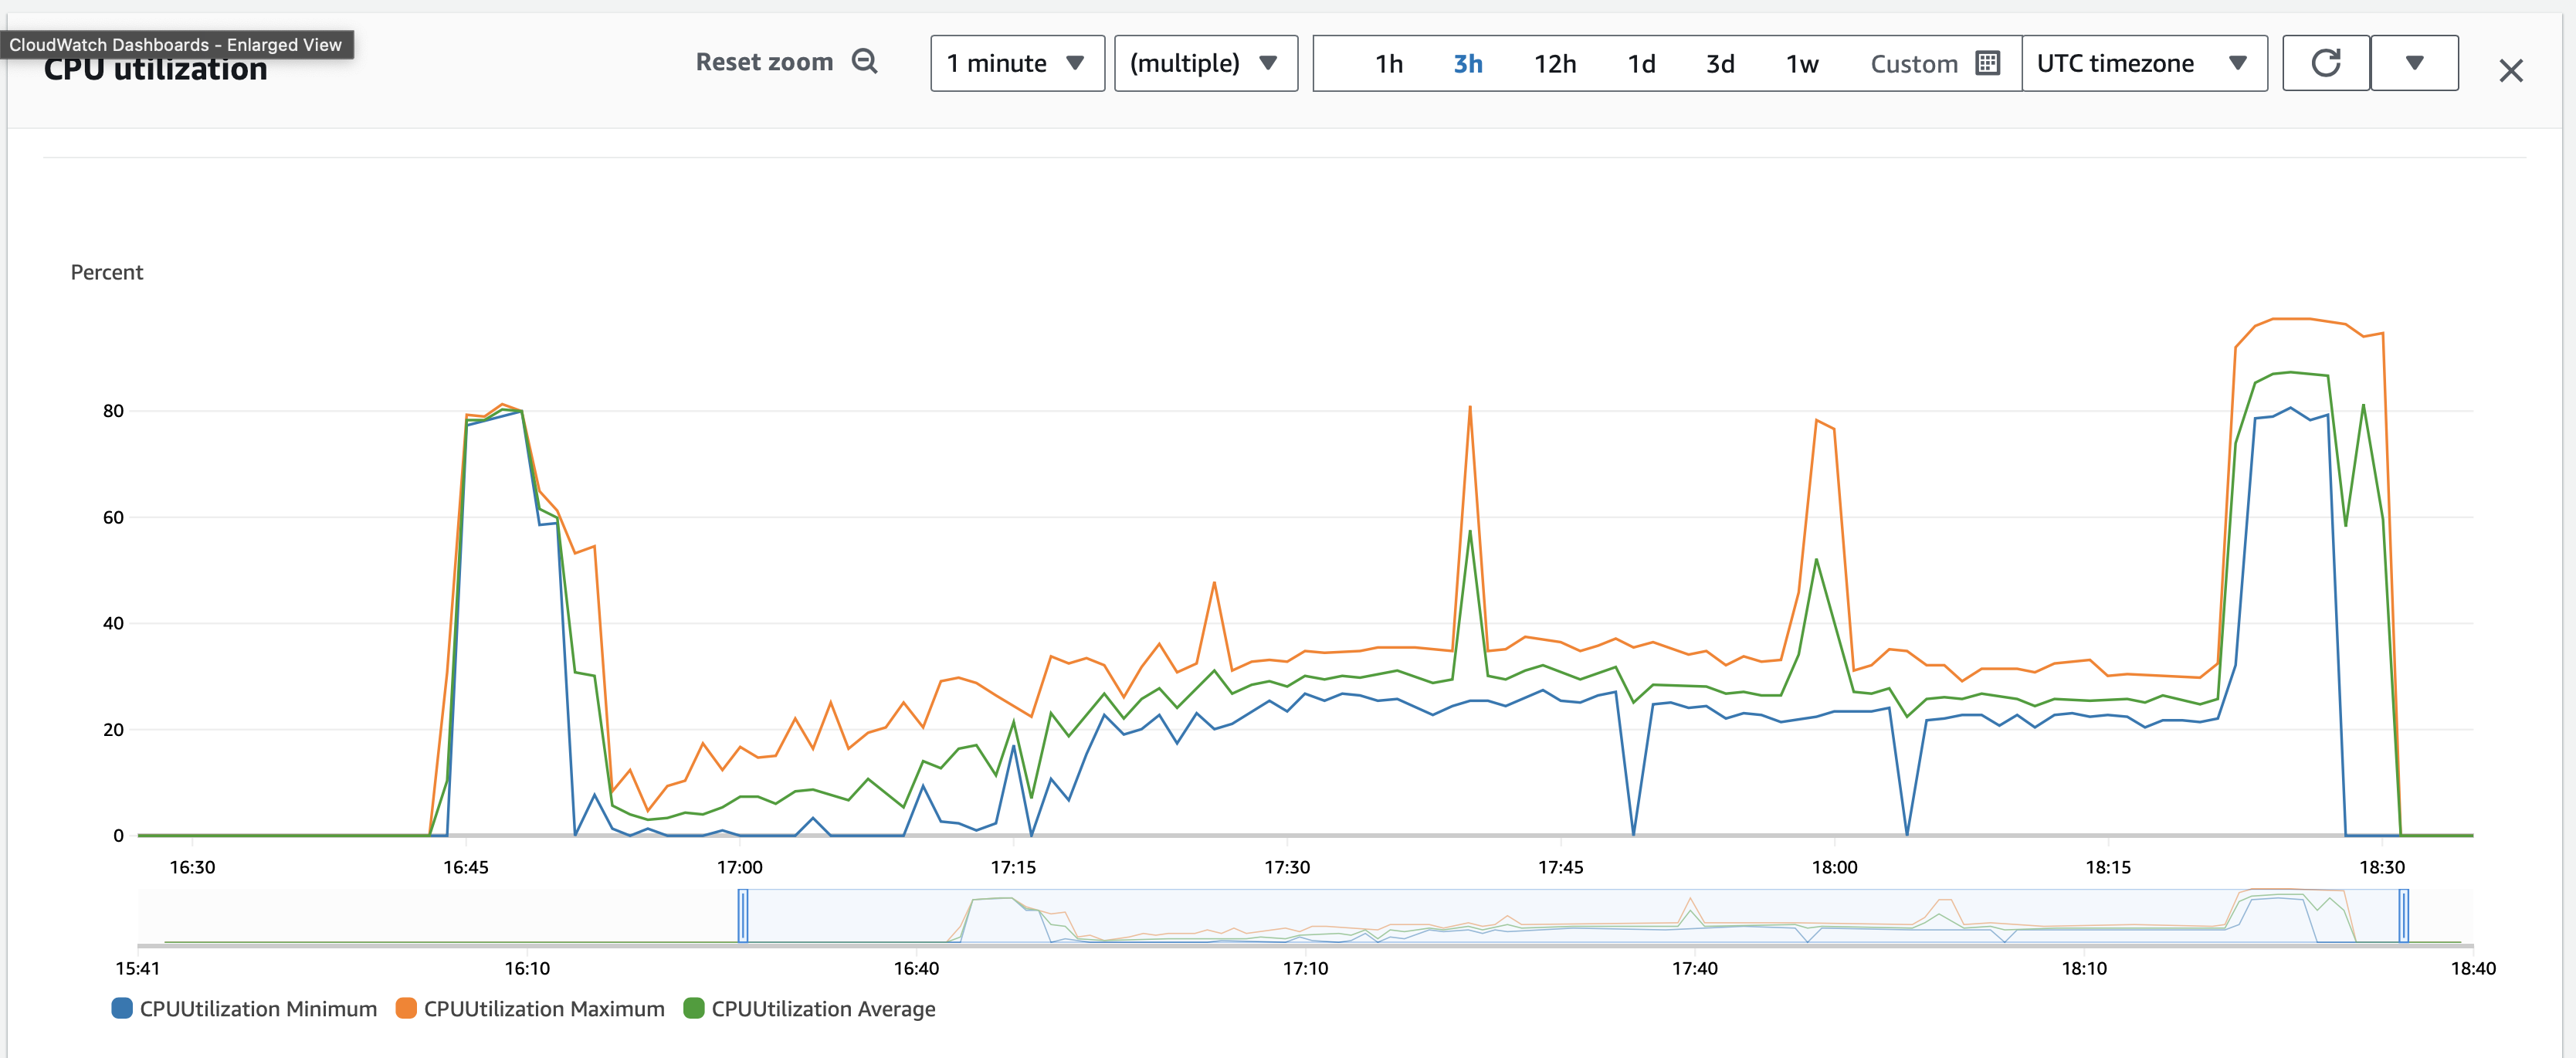 CloudWatch Dashboards - Enlarged View
CPU utilization
Reset zoom
1 minute
(multiple)
1h 3h 12h 1d 3d 1w Custom
UTC timezone
Percent
80
60
40
20
0
16:30 16:45 17:00 17:15 17:30 17:45 18:00 18:15 18:30
15:41 16:10 16:40 17:10 17:40 18:10 18:40
CPUUtilization Minimum CPUUtilization Maximum CPUUtilization Average